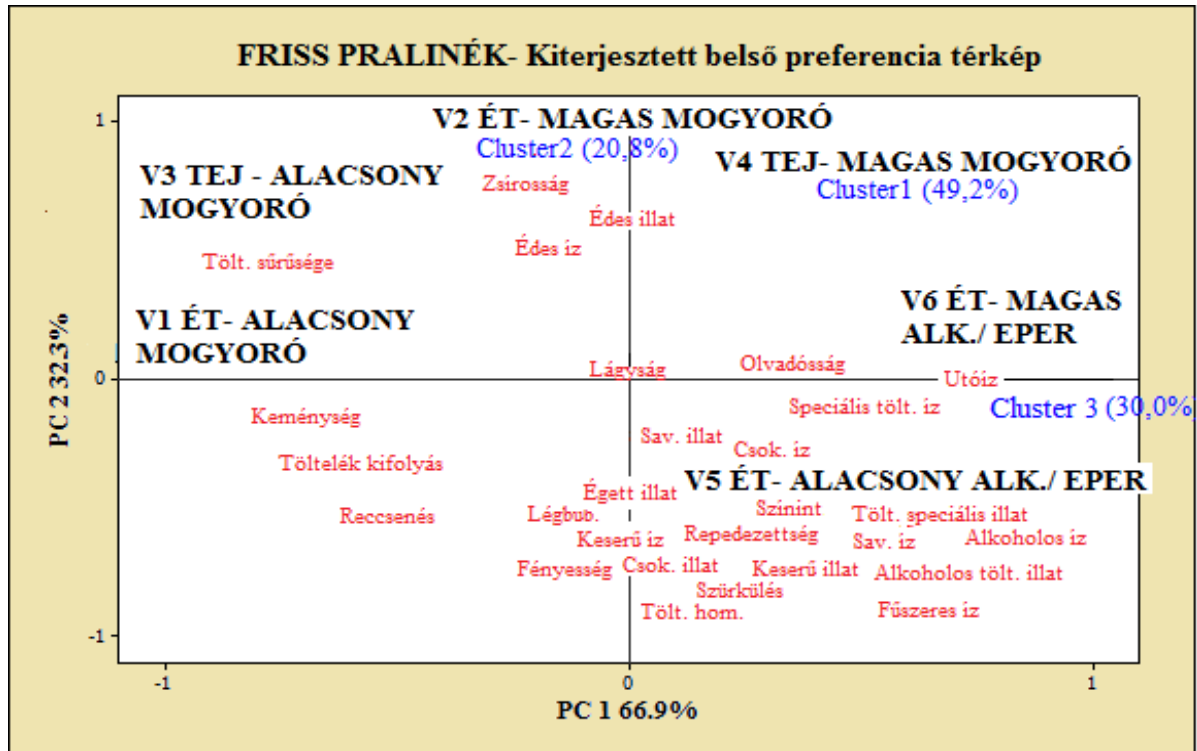 FRISS PRALINÉK- Kiterjesztett belső preferencia térkép
V2 ÉT- MAGAS MOGYORÓ
Cluster2 (20,8%)
V4 TEJ- MAGAS MOGYORÓ
Cluster1 (49,2%)
V3 TEJ - ALACSONY
MOGYORÓ
Zsírosság
Édes illat
Édes íz
Tölt. sűrűsége
V1 ÉT- ALACSONY
MOGYORÓ
V6 ÉT- MAGAS
ALK./ EPER
Lágyság
Olvadósság
Utóíz
Speciális tölt. íz
Cluster 3 (30,0%
Keménység
Sav. illat
Csok. íz
Töltelék kifolyás
V5 ÉT- ALACSONY ALK./ EPER
Égett illat
Reccsenés
Légbub.
Színint
Tölt. speciális illat
Keserű íz
Repedezettség
Sav. íz
Alkoholos íz
Fényesség
Csok. illat
Keserű illat
Alkoholos tölt. illat
Szürkülés
Tölt. hom.
Fűszeres íz
1
0
-1
PC 2 32.3%
-1
0
1
PC 1 66.9%